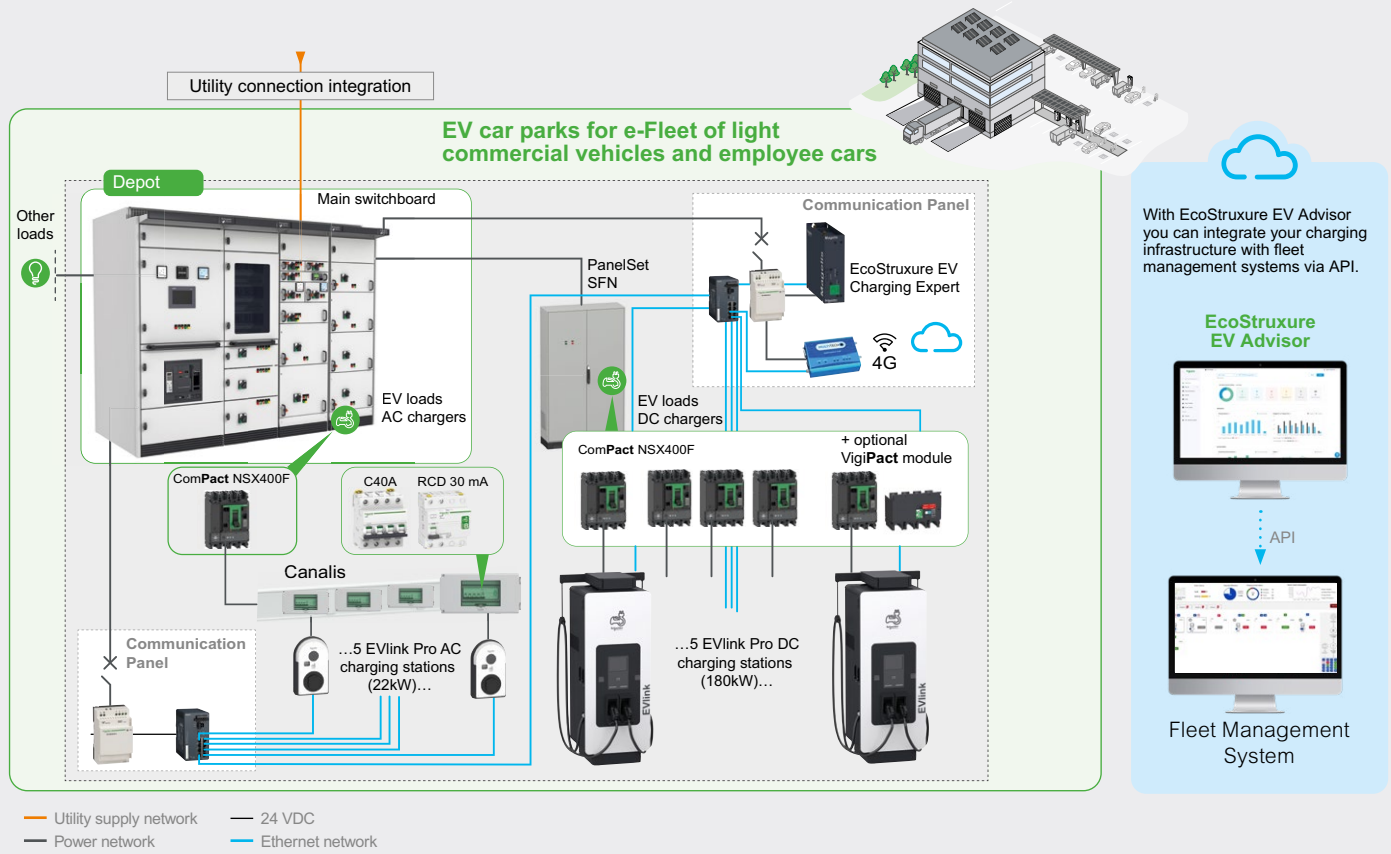 Utility connection integration
EV car parks for e-Fleet of light
commercial vehicles and employee cars
Depot
Main switchboard
Other
loads
EV loads
AC chargers
PanelSet
SFN
EV loads
DC chargers
Communication Panel
EcoStruxure EV
Charging Expert
Magelis
4G
ComPact NSX400F
C40A
RCD 30 mA
ComPact NSX400F
+ optional
VigiPact module
Canalis
Communication
Panel
...5 EVlink Pro AC
charging stations
(22kW)...
...5 EVlink Pro DC
charging stations
(180kW)...
EVlink
EVlink
With EcoStruxure EV Advisor
you can integrate your charging
infrastructure with fleet
management systems via API.
EcoStruxure
EV Advisor
API
Fleet Management
System
Utility supply network
24 VDC
Power network
Ethernet network